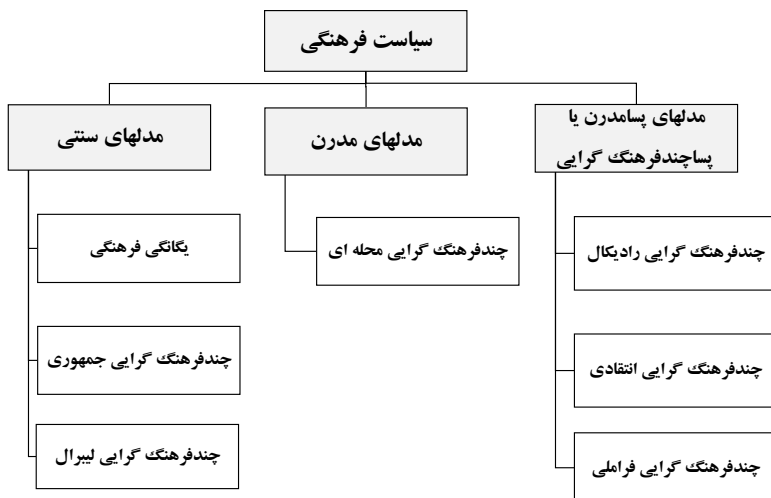 سیاست فرهنگی
مدلهای پسامدرن یا
پساچندفرهنگ گرایی
مدلهای مدرن
مدلهای سنتی
چندفرهنگ گرایی رادیکال
چندفرهنگ گرایی انتقادی
چندفرهنگ گرایی فراملی
چندفرهنگ گرایی محله ای
یگانگی فرهنگی
چندفرهنگ گرایی جمهوری
چندفرهنگ گرایی لیبرال